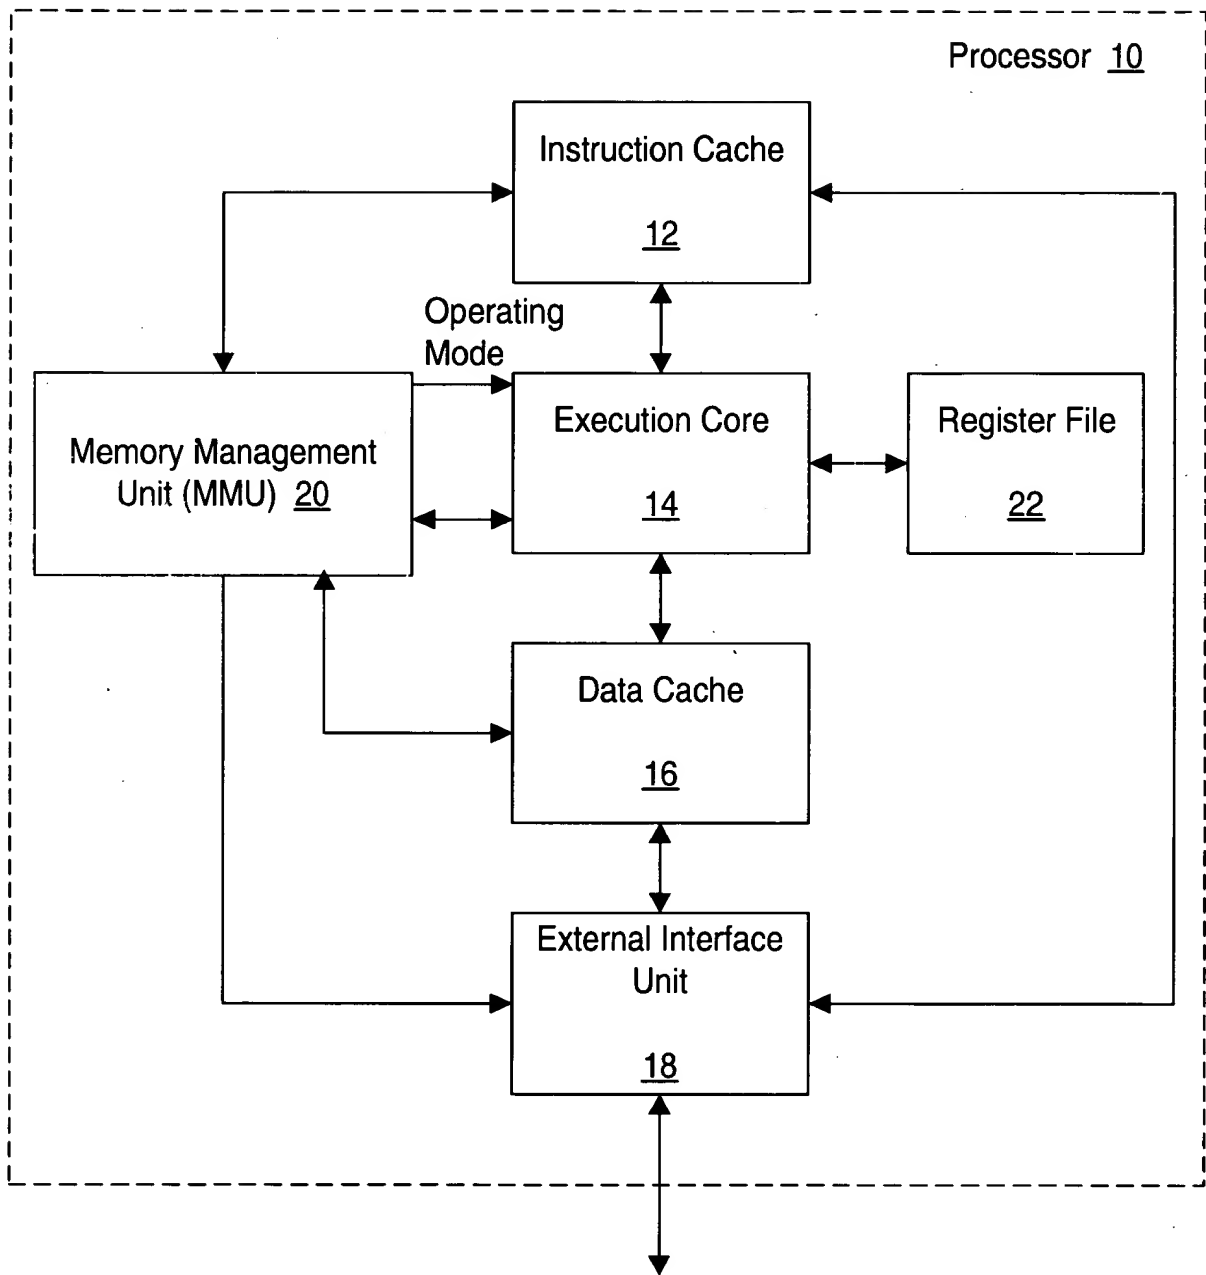 Processor 10
Instruction Cache
12
Operating
Mode
Memory Management
Unit (MMU) 20
Execution Core
14
Register File
22
Data Cache
16
External Interface
Unit
18